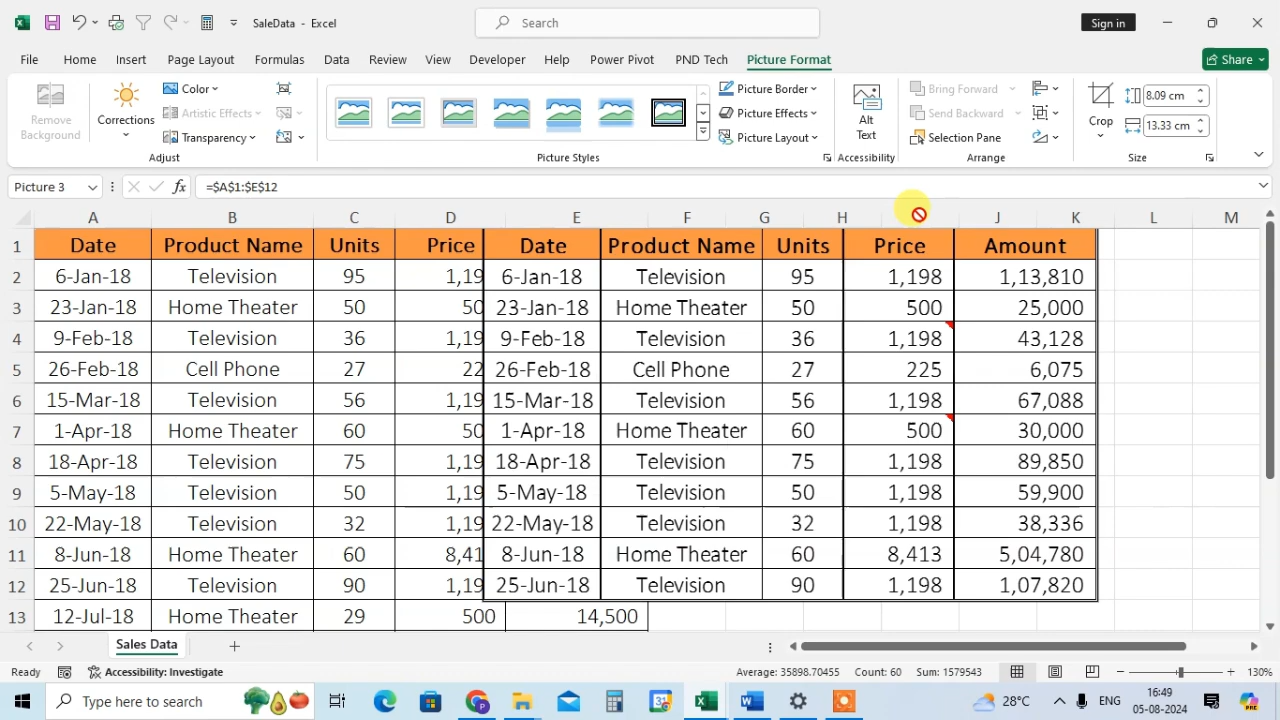 SaleData - Excel
Search
Sign in
File Home Insert Page Layout Formulas Data Review View Developer Help Power Pivot PND Tech Picture Format
Share
Remove Background
Corrections
Color
Artistic Effects
Transparency
Adjust
Picture Styles
Picture Border
Picture Effects
Picture Layout
Alt Text
Accessibility
Bring Forward
Send Backward
Selection Pane
Arrange
Crop
8.09 cm
13.33 cm
Size
Picture 3
fx =$A$1:$E$12
A B C D E F G H J K L M
1 Date Product Name Units Price Date Product Name Units Price Amount
2 6-Jan-18 Television 95 1,19 6-Jan-18 Television 95 1,198 1,13,810
3 23-Jan-18 Home Theater 50 50 23-Jan-18 Home Theater 50 500 25,000
4 9-Feb-18 Television 36 1,19 9-Feb-18 Television 36 1,198 43,128
5 26-Feb-18 Cell Phone 27 22 26-Feb-18 Cell Phone 27 225 6,075
6 15-Mar-18 Television 56 1,19 15-Mar-18 Television 56 1,198 67,088
7 1-Apr-18 Home Theater 60 50 1-Apr-18 Home Theater 60 500 30,000
8 18-Apr-18 Television 75 1,19 18-Apr-18 Television 75 1,198 89,850
9 5-May-18 Television 50 1,19 5-May-18 Television 50 1,198 59,900
10 22-May-18 Television 32 1,19 22-May-18 Television 32 1,198 38,336
11 8-Jun-18 Home Theater 60 8,41 8-Jun-18 Home Theater 60 8,413 5,04,780
12 25-Jun-18 Television 90 1,19 25-Jun-18 Television 90 1,198 1,07,820
13 12-Jul-18 Home Theater 29 500 14,500
Sales Data
Ready Accessibility: Investigate Average: 35898.70455 Count: 60 Sum: 1579543 130%
Type here to search
28°C
ENG
16:49
05-08-2024